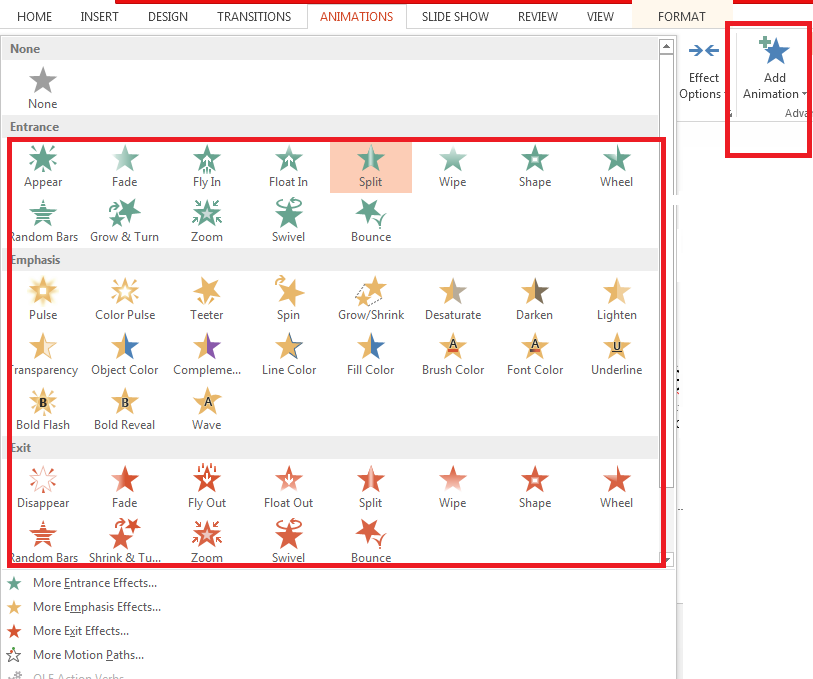 HOME INSERT DESIGN TRANSITIONS ANIMATIONS SLIDE SHOW REVIEW VIEW FORMAT
None
None
Effect
Options
Add
Animation
Adva
Entrance
Appear Fade Fly In Float In Split Wipe Shape Wheel
Random Bars Grow & Turn Zoom Swivel Bounce
Emphasis
Pulse Color Pulse Teeter Spin Grow/Shrink Desaturate Darken Lighten
Transparency Object Color Compleme... Line Color Fill Color Brush Color Font Color Underline
Bold Flash Bold Reveal Wave
Exit
Disappear Fade Fly Out Float Out Split Wipe Shape Wheel
Random Bars Shrink & Tu... Zoom Swivel Bounce
More Entrance Effects...
More Emphasis Effects...
More Exit Effects...
More Motion Paths...
OLE Action Verbs